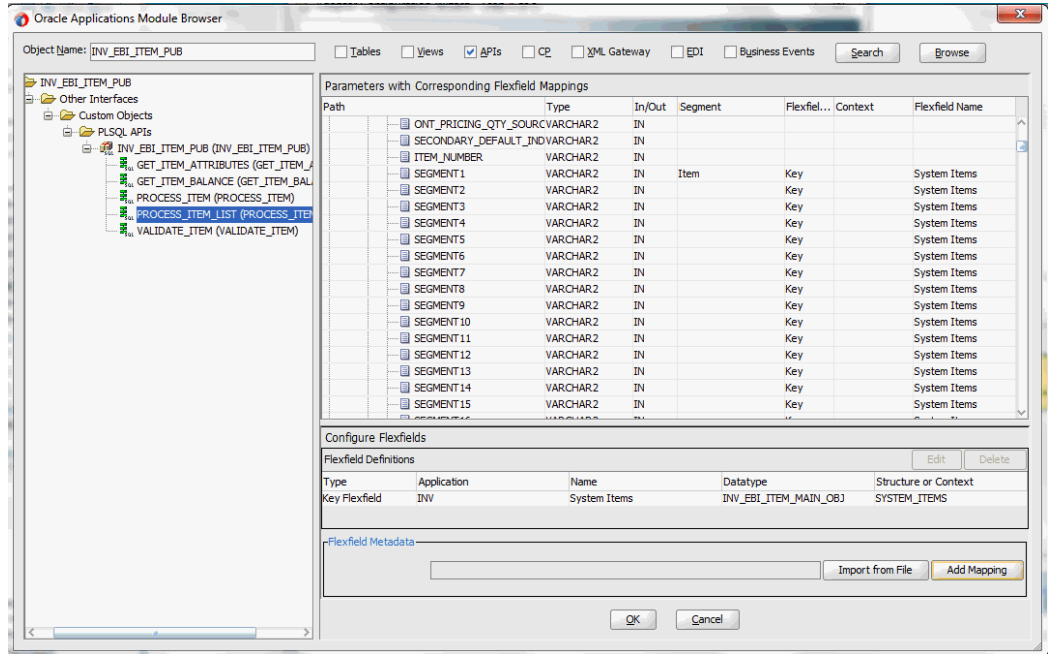 Oracle Applications Module Browser
Object Name: INV_EBI_ITEM_PUB Tables Views APIs CP XML Gateway EDI Business Events Search Browse
INV_EBI_ITEM_PUB
Other Interfaces
Custom Objects
PLSQL APIs
INV_EBI_ITEM_PUB (INV_EBI_ITEM_PUB)
GET_ITEM_ATTRIBUTES (GET_ITEM_A
GET_ITEM_BALANCE (GET_ITEM_BAL
PROCESS_ITEM (PROCESS_ITEM)
PROCESS_ITEM_LIST (PROCESS_ITEM
VALIDATE_ITEM (VALIDATE_ITEM)
Parameters with Corresponding Flexfield Mappings
Path Type In/Out Segment Flexfiel... Context Flexfield Name
ONT_PRICING_QTY_SOURC VARCHAR2 IN
SECONDARY_DEFAULT_IND VARCHAR2 IN
ITEM_NUMBER VARCHAR2 IN
SEGMENT1 VARCHAR2 IN Item Key System Items
SEGMENT2 VARCHAR2 IN Key System Items
SEGMENT3 VARCHAR2 IN Key System Items
SEGMENT4 VARCHAR2 IN Key System Items
SEGMENT5 VARCHAR2 IN Key System Items
SEGMENT6 VARCHAR2 IN Key System Items
SEGMENT7 VARCHAR2 IN Key System Items
SEGMENT8 VARCHAR2 IN Key System Items
SEGMENT9 VARCHAR2 IN Key System Items
SEGMENT10 VARCHAR2 IN Key System Items
SEGMENT11 VARCHAR2 IN Key System Items
SEGMENT12 VARCHAR2 IN Key System Items
SEGMENT13 VARCHAR2 IN Key System Items
SEGMENT14 VARCHAR2 IN Key System Items
SEGMENT15 VARCHAR2 IN Key System Items
Configure Flexfields
Flexfield Definitions Edit Delete
Type Application Name Datatype Structure or Context
Key Flexfield INV System Items INV_EBI_ITEM_MAIN_OBJ SYSTEM_ITEMS
Flexfield Metadata
Import from File Add Mapping
OK Cancel